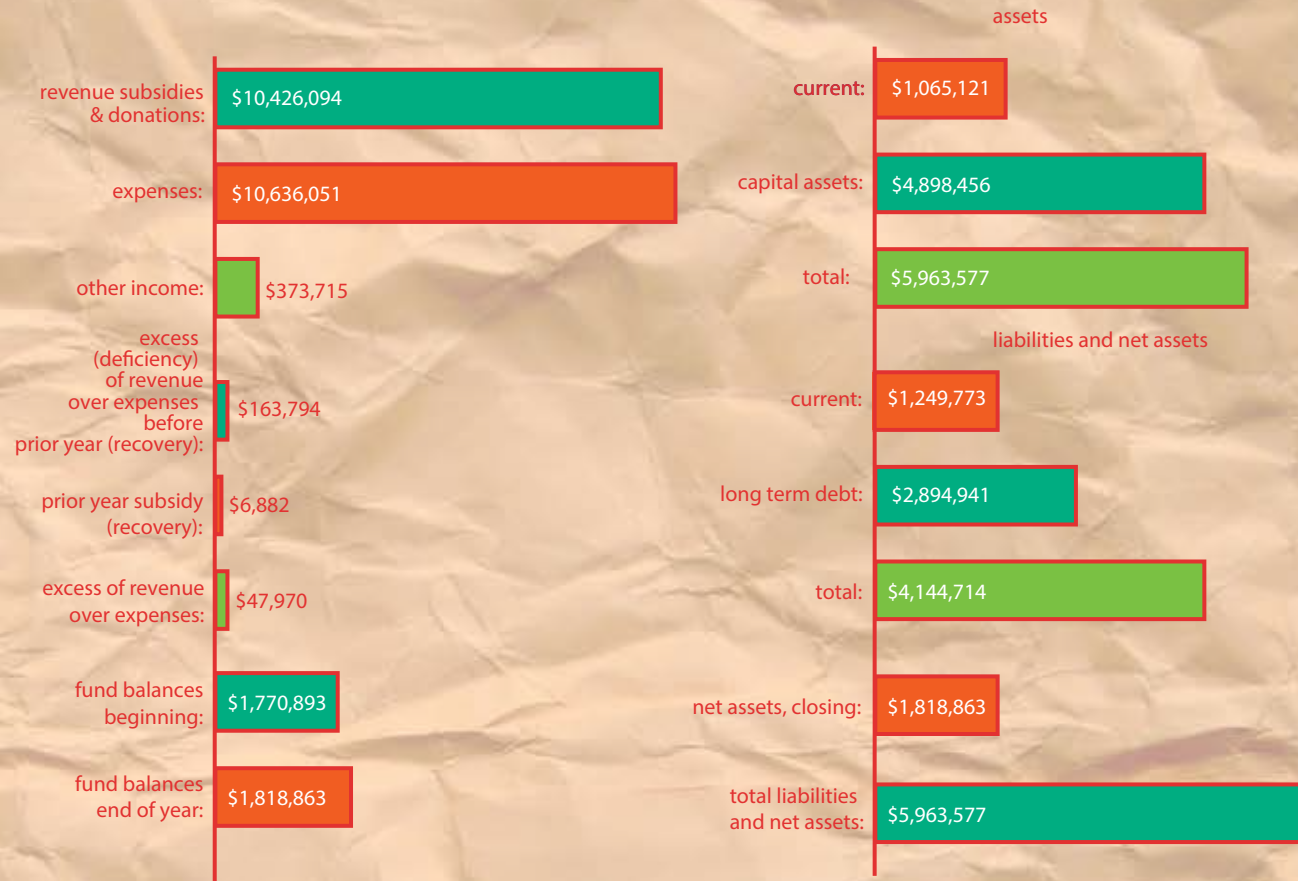 revenue subsidies
& donations:
$10,426,094
expenses:
$10,636,051
other income:
$373,715
excess
(deficiency)
of revenue
over expenses
before
prior year (recovery):
$163,794
prior year subsidy
(recovery):
$6,882
excess of revenue
over expenses:
$47,970
fund balances
beginning:
$1,770,893
fund balances
end of year:
$1,818,863
assets
current:
$1,065,121
capital assets:
$4,898,456
total:
$5,963,577
liabilities and net assets
current:
$1,249,773
long term debt:
$2,894,941
total:
$4,144,714
net assets, closing:
$1,818,863
total liabilities
and net assets:
$5,963,577